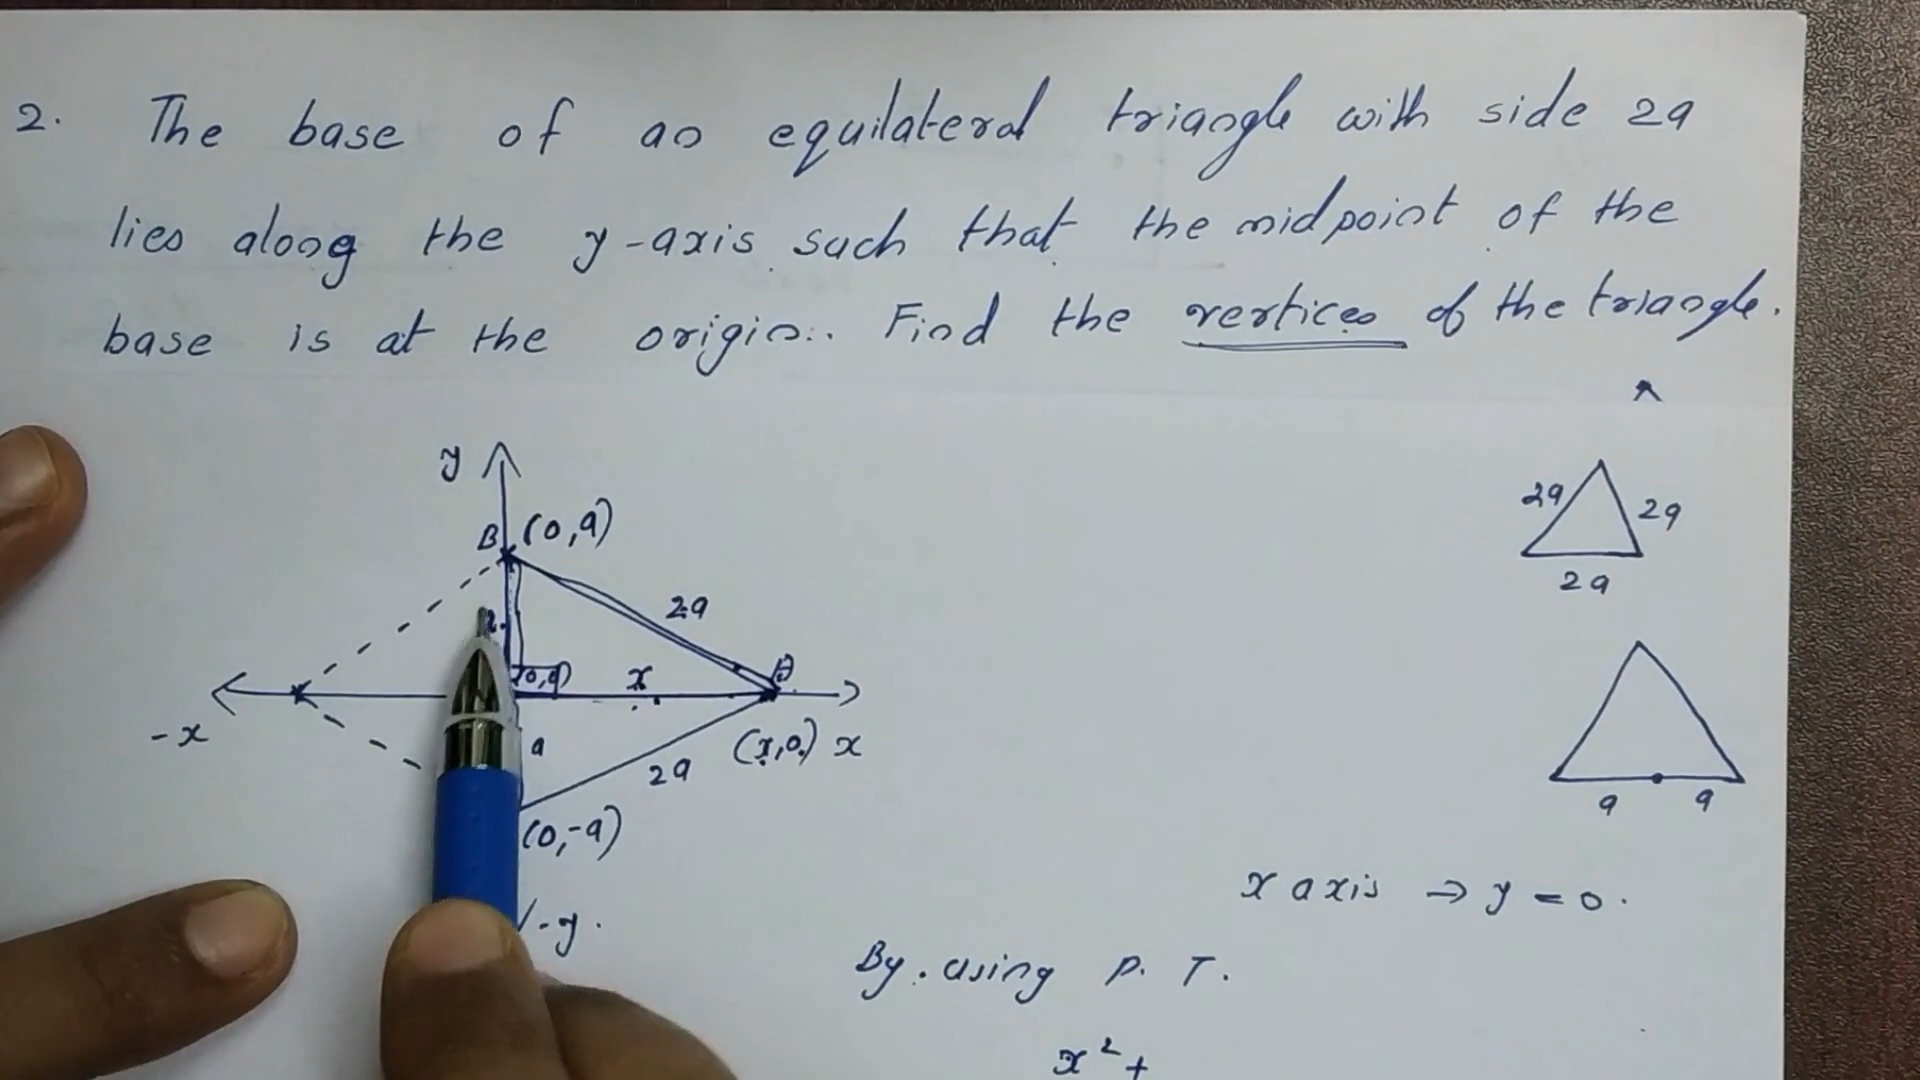 2. The base of an equilateral triangle with side 2a
lies along the y-axis such that the midpoint of the
base is at the origin. Find the vertices of the triangle.
y
B (0,a)
2a
2a
2a
2a
(0,0)
x
A
-x
a
(x,0) x
2a
a
a
(0,-a)
x axis ⇒ y = 0.
-y.
By using P. T.
x² +